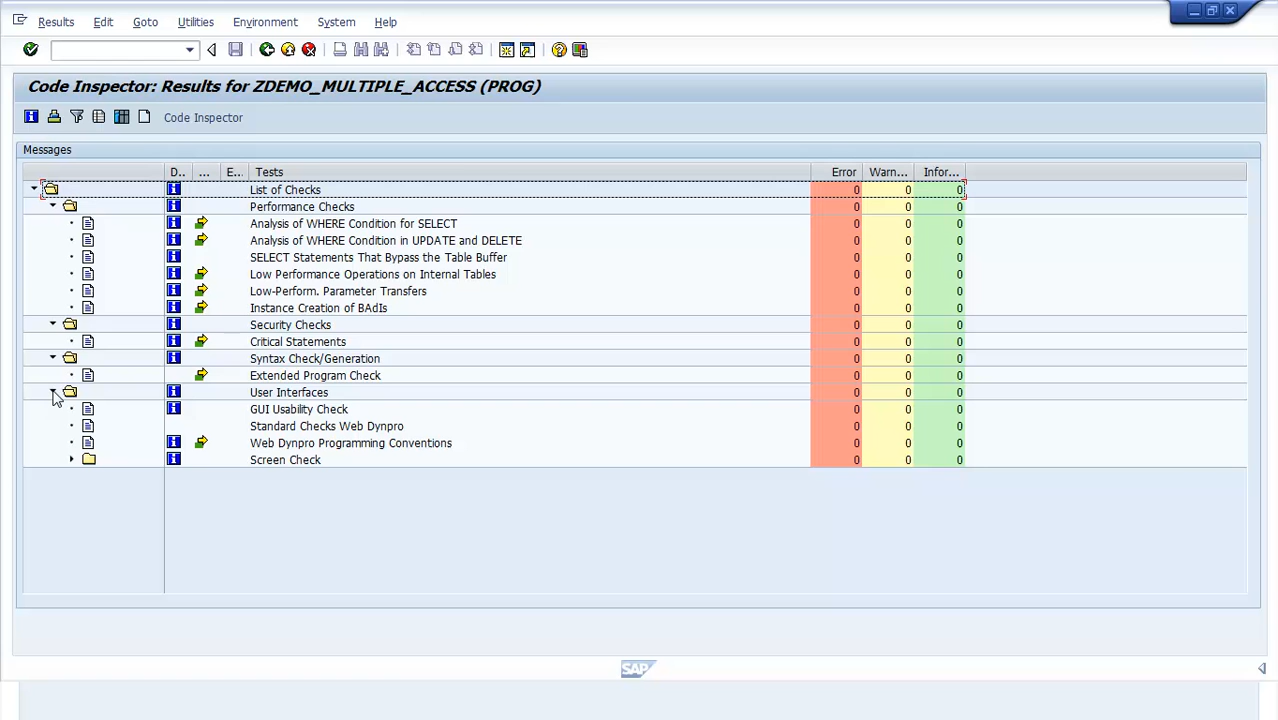 Results Edit Goto Utilities Environment System Help
Code Inspector: Results for ZDEMO_MULTIPLE_ACCESS (PROG)
Code Inspector
Messages
D.. ... E... Tests Error Warn... Infor...
List of Checks 0 0 0
Performance Checks 0 0 0
Analysis of WHERE Condition for SELECT 0 0 0
Analysis of WHERE Condition in UPDATE and DELETE 0 0 0
SELECT Statements That Bypass the Table Buffer 0 0 0
Low Performance Operations on Internal Tables 0 0 0
Low-Perform. Parameter Transfers 0 0 0
Instance Creation of BAdIs 0 0 0
Security Checks 0 0 0
Critical Statements 0 0 0
Syntax Check/Generation 0 0 0
Extended Program Check 0 0 0
User Interfaces 0 0 0
GUI Usability Check 0 0 0
Standard Checks Web Dynpro 0 0 0
Web Dynpro Programming Conventions 0 0 0
Screen Check 0 0 0
SAP